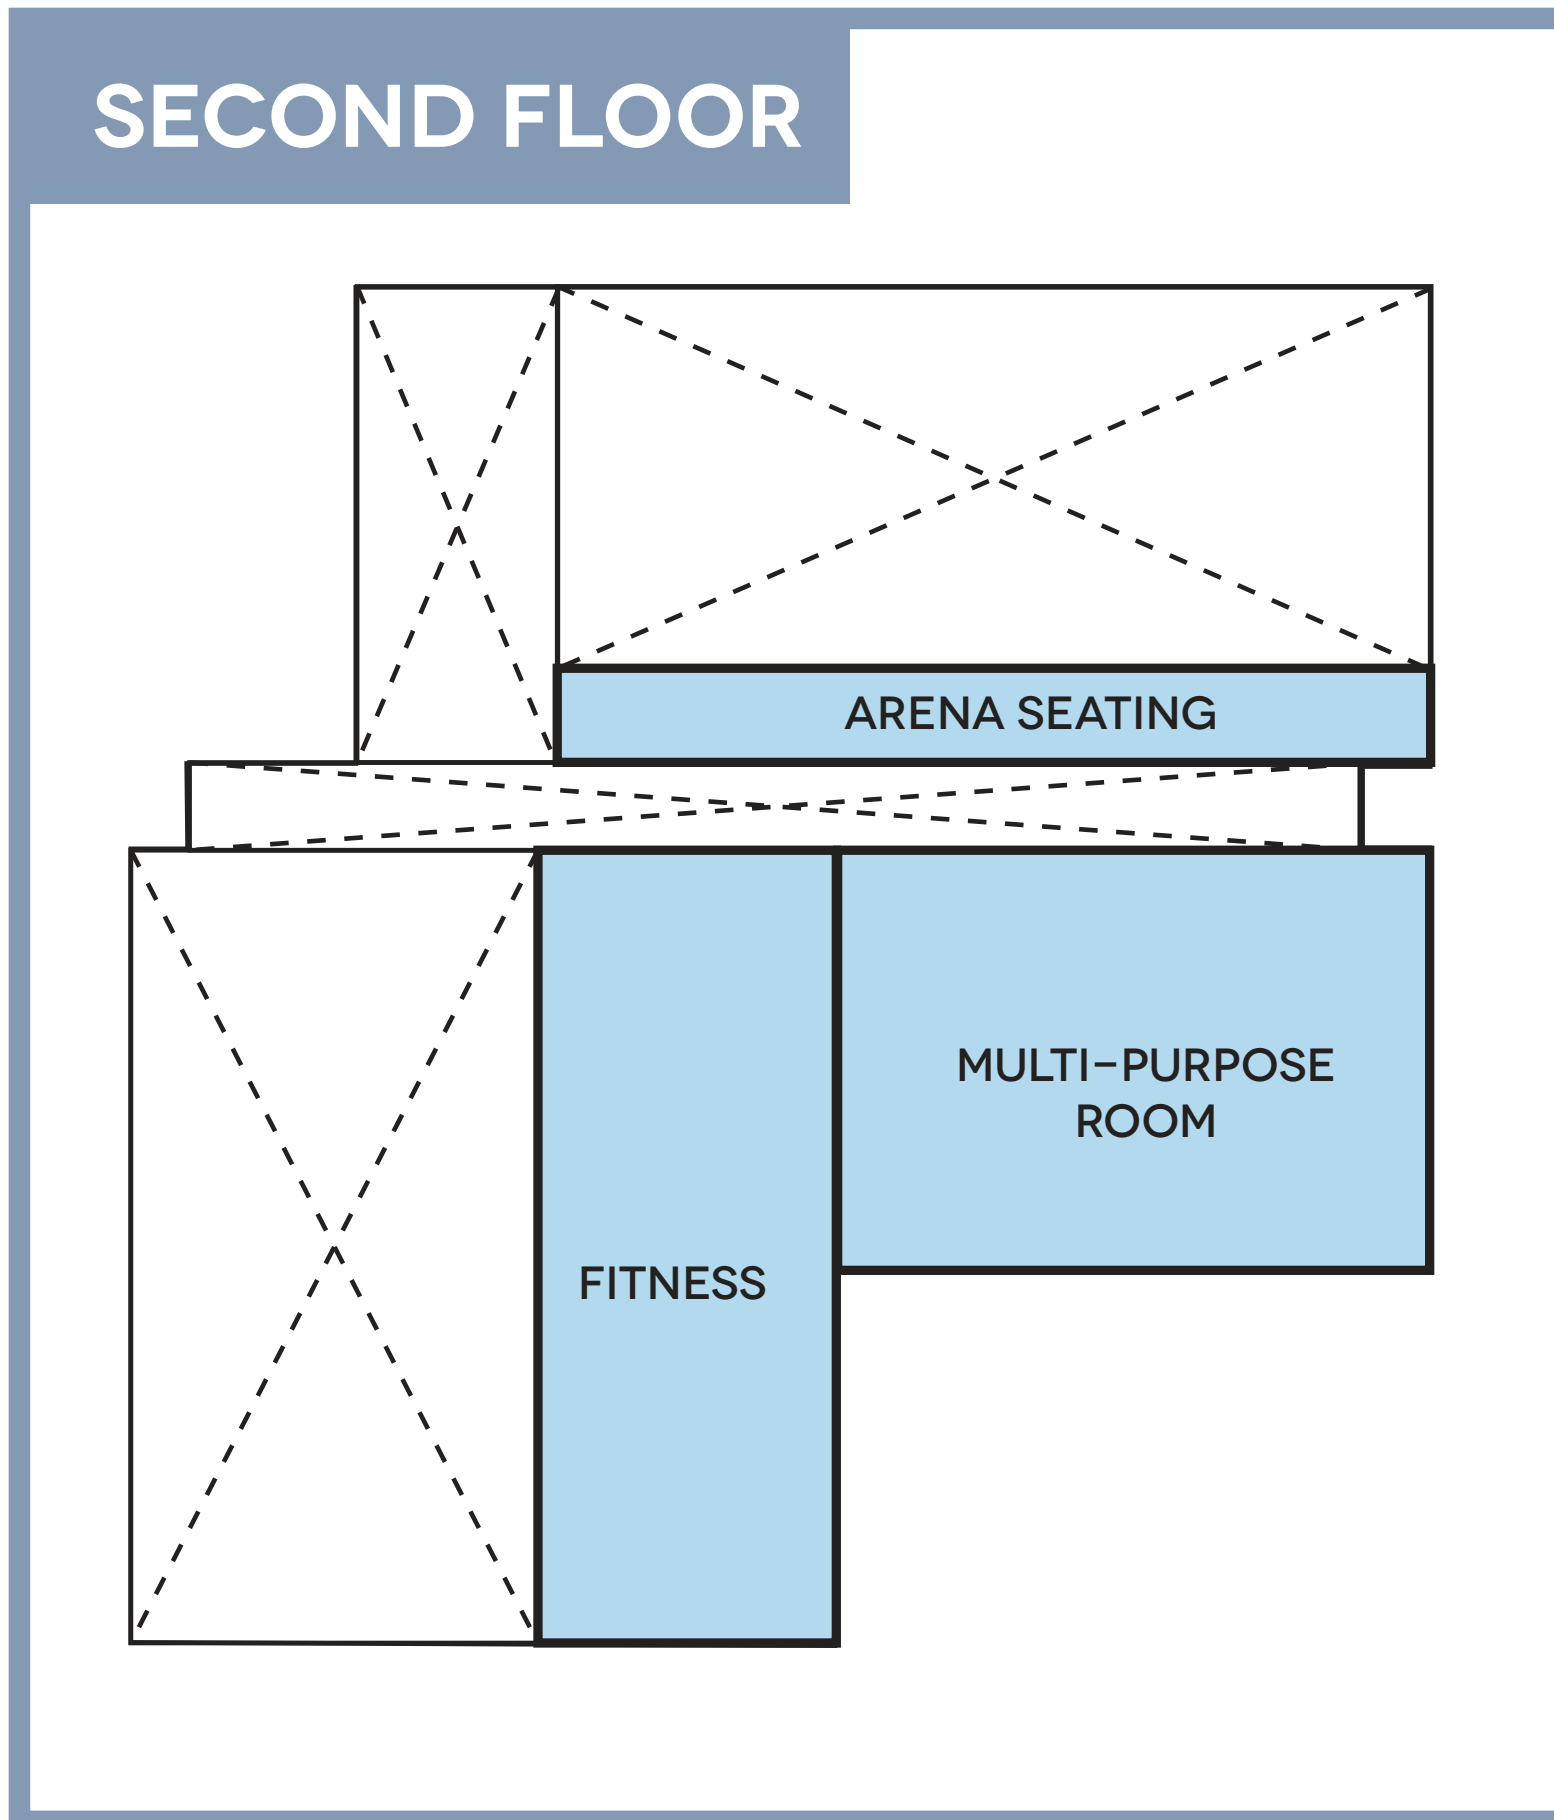 SECOND FLOOR
ARENA SEATING
MULTI-PURPOSE
ROOM
FITNESS